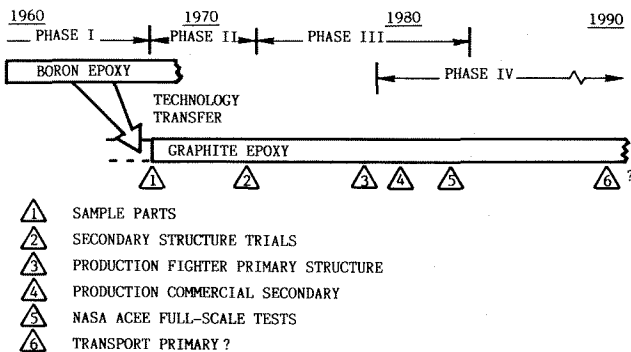 1960 1970 1980 1990
PHASE I PHASE II PHASE III
PHASE IV
BORON EPOXY
TECHNOLOGY
TRANSFER
GRAPHITE EPOXY
1 2 3 4 5 6 ?
1 SAMPLE PARTS
2 SECONDARY STRUCTURE TRIALS
3 PRODUCTION FIGHTER PRIMARY STRUCTURE
4 PRODUCTION COMMERCIAL SECONDARY
5 NASA ACEE FULL-SCALE TESTS
6 TRANSPORT PRIMARY?